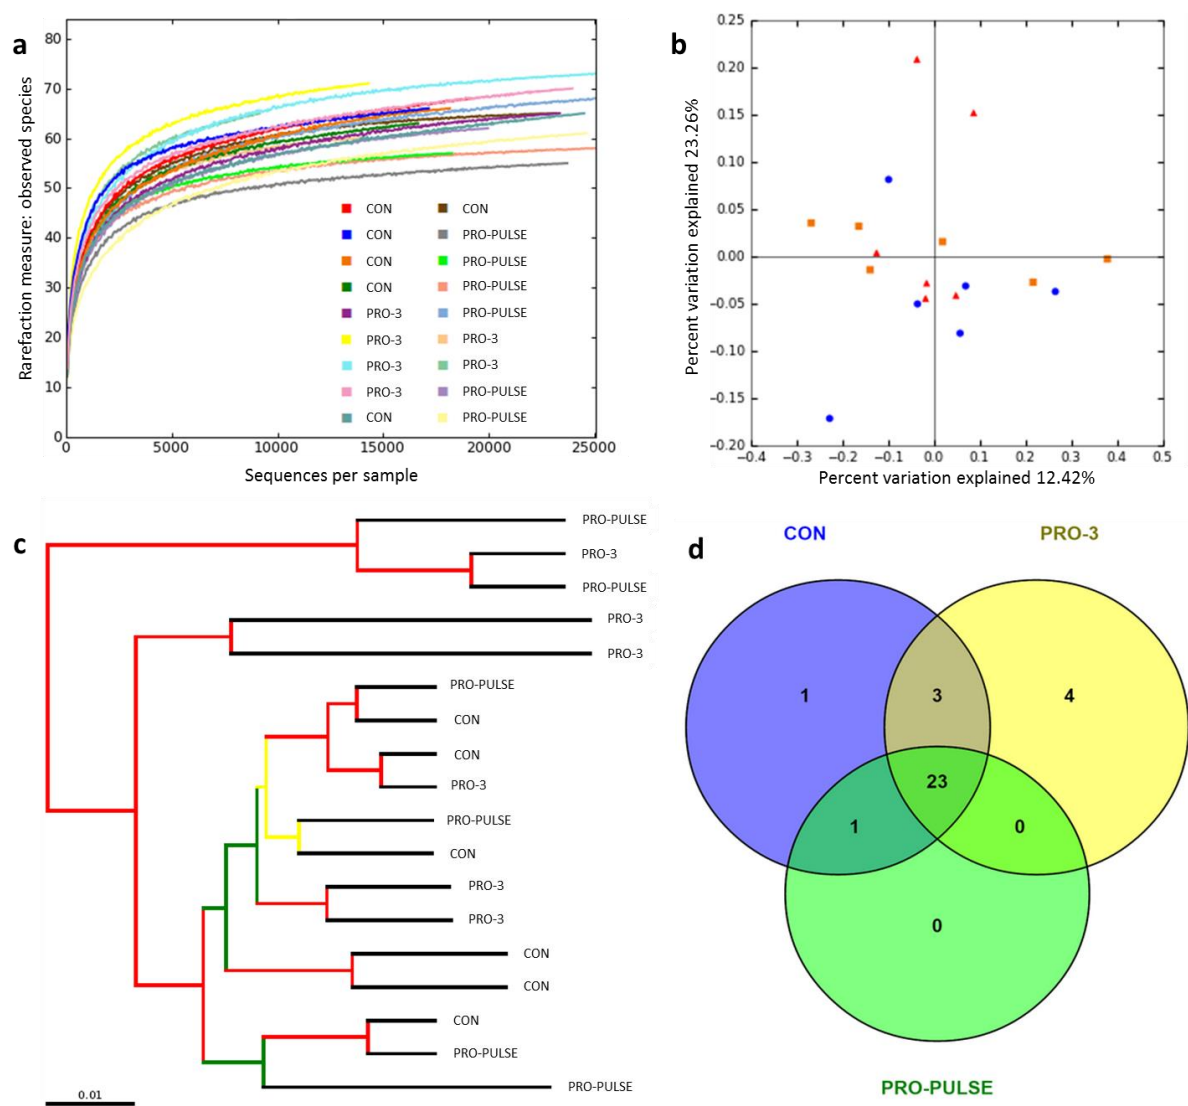 a
Rarefaction measure: observed species
80
70
60
50
40
30
20
10
0
0 5000 10000 15000 20000 25000
Sequences per sample
CON CON
CON PRO-PULSE
CON PRO-PULSE
CON PRO-PULSE
PRO-3 PRO-PULSE
PRO-3 PRO-3
PRO-3 PRO-3
PRO-3 PRO-PULSE
CON PRO-PULSE
b
Percent variation explained 23.26%
0.25
0.20
0.15
0.10
0.05
0.00
−0.05
−0.10
−0.15
−0.20
−0.4 −0.3 −0.2 −0.1 0.0 0.1 0.2 0.3 0.4 0.5
Percent variation explained 12.42%
c
PRO-PULSE
PRO-3
PRO-PULSE
PRO-3
PRO-3
PRO-PULSE
CON
CON
PRO-3
PRO-PULSE
CON
PRO-3
PRO-3
CON
CON
CON
PRO-PULSE
PRO-PULSE
0.01
d
CON PRO-3
1 3 4
23
1 0
0
PRO-PULSE